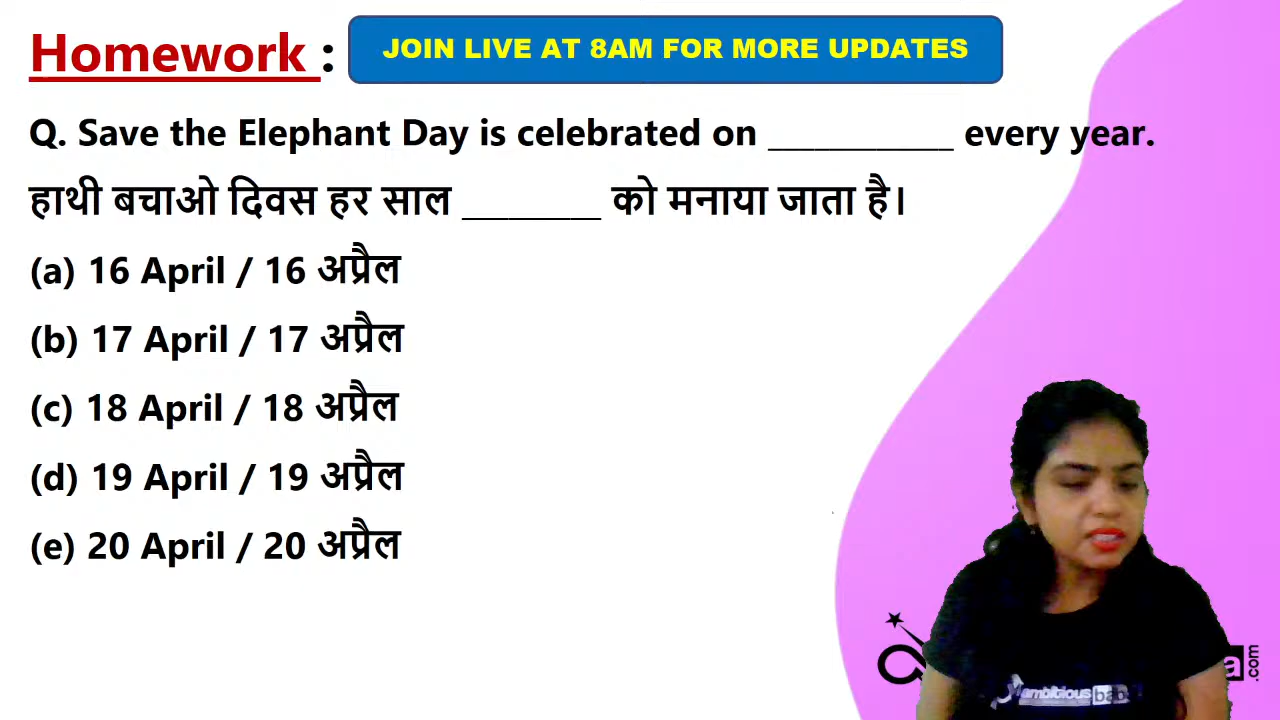 Homework :
JOIN LIVE AT 8AM FOR MORE UPDATES
Q. Save the Elephant Day is celebrated on ___________ every year.
हाथी बचाओ दिवस हर साल ________ को मनाया जाता है।
(a) 16 April / 16 अप्रैल
(b) 17 April / 17 अप्रैल
(c) 18 April / 18 अप्रैल
(d) 19 April / 19 अप्रैल
(e) 20 April / 20 अप्रैल
ambitiousbaba
.com